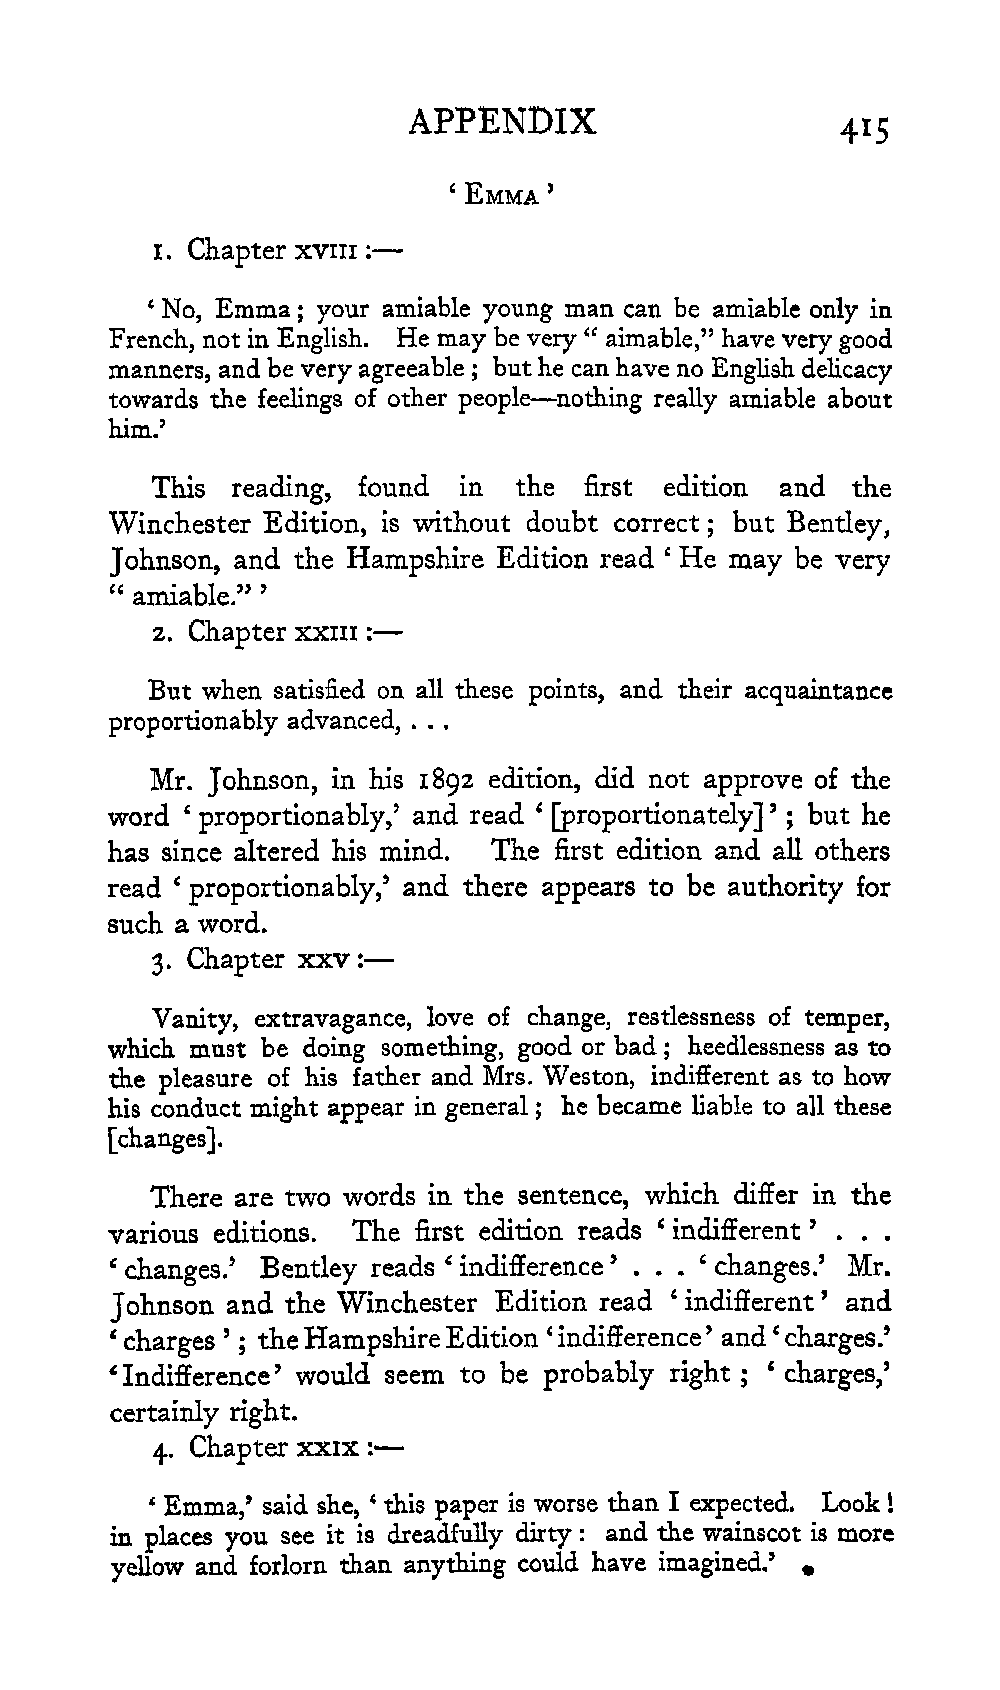 APPENDIX 415
‘ EMMA ’
1. Chapter XVIII :—
‘ No, Emma ; your amiable young man can be amiable only in
French, not in English. He may be very “ aimable,” have very good
manners, and be very agreeable ; but he can have no English delicacy
towards the feelings of other people—nothing really amiable about
him.’
This reading, found in the first edition and the
Winchester Edition, is without doubt correct ; but Bentley,
Johnson, and the Hampshire Edition read ‘ He may be very
“ amiable.” ’
2. Chapter XXIII :—
But when satisfied on all these points, and their acquaintance
proportionably advanced, . . .
Mr. Johnson, in his 1892 edition, did not approve of the
word ‘ proportionably,’ and read ‘ [proportionately] ’ ; but he
has since altered his mind. The first edition and all others
read ‘ proportionably,’ and there appears to be authority for
such a word.
3. Chapter XXV :—
Vanity, extravagance, love of change, restlessness of temper,
which must be doing something, good or bad ; heedlessness as to
the pleasure of his father and Mrs. Weston, indifferent as to how
his conduct might appear in general ; he became liable to all these
[changes].
There are two words in the sentence, which differ in the
various editions. The first edition reads ‘ indifferent ’ . . .
‘ changes.’ Bentley reads ‘ indifference ’ . . . ‘ changes.’ Mr.
Johnson and the Winchester Edition read ‘ indifferent ’ and
‘ charges ’ ; the Hampshire Edition ‘ indifference ’ and ‘ charges.’
‘ Indifference ’ would seem to be probably right ; ‘ charges,’
certainly right.
4. Chapter XXIX :—
‘ Emma,’ said she, ‘ this paper is worse than I expected. Look !
in places you see it is dreadfully dirty : and the wainscot is more
yellow and forlorn than anything could have imagined.’